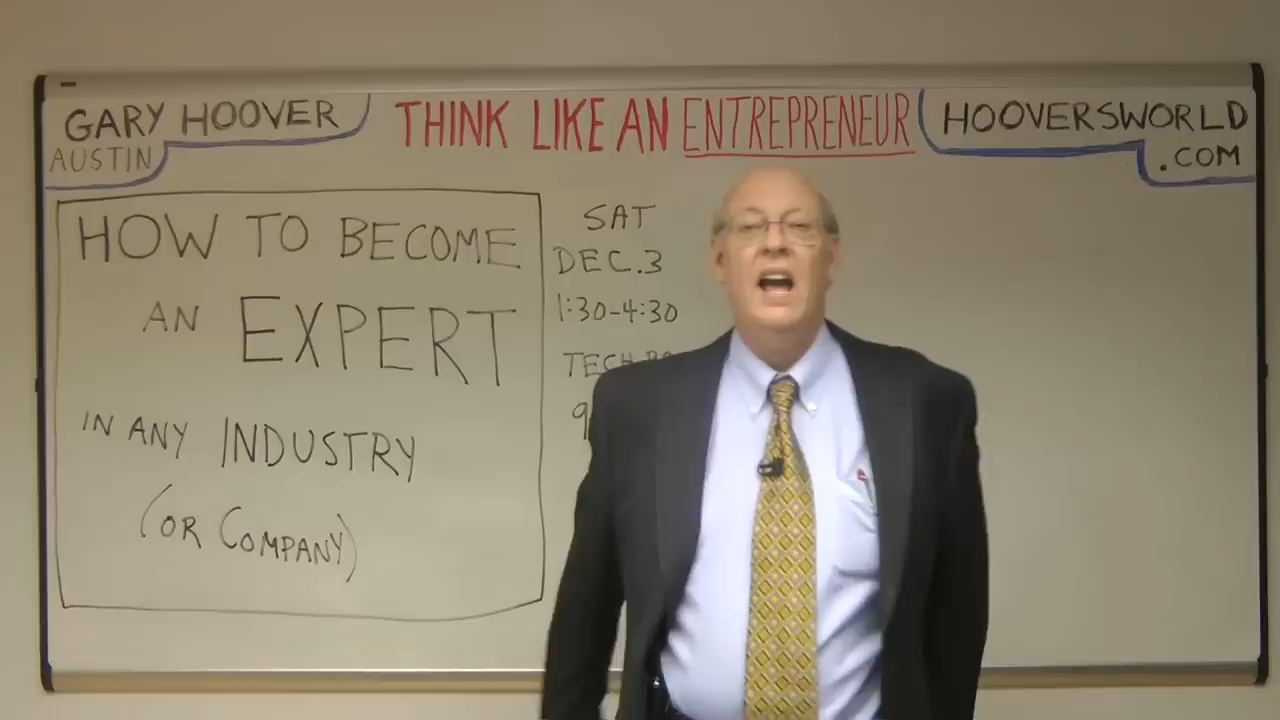 GARY HOOVER
AUSTIN
THINK LIKE AN ENTREPRENEUR
HOOVERSWORLD
.COM
HOW TO BECOME
AN EXPERT
IN ANY INDUSTRY
(OR COMPANY)
SAT
DEC.3
1:30-4:30
TECH